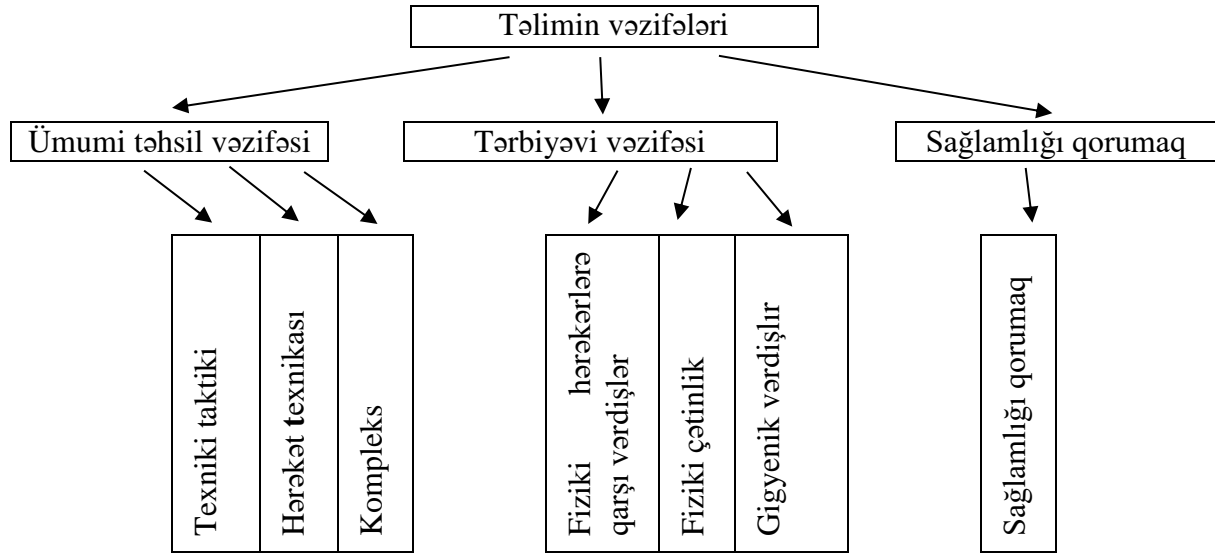 Təlimin vəzifələri
Ümumi təhsil vəzifəsi
Tərbiyəvi vəzifəsi
Sağlamlığı qorumaq
Texniki taktiki
Hərəkət texnikası
Kompleks
Fiziki hərəkərlərə
qarşı vərdişlər
Fiziki çətinlik
Gigyenik vərdişlır
Sağlamlığı qorumaq